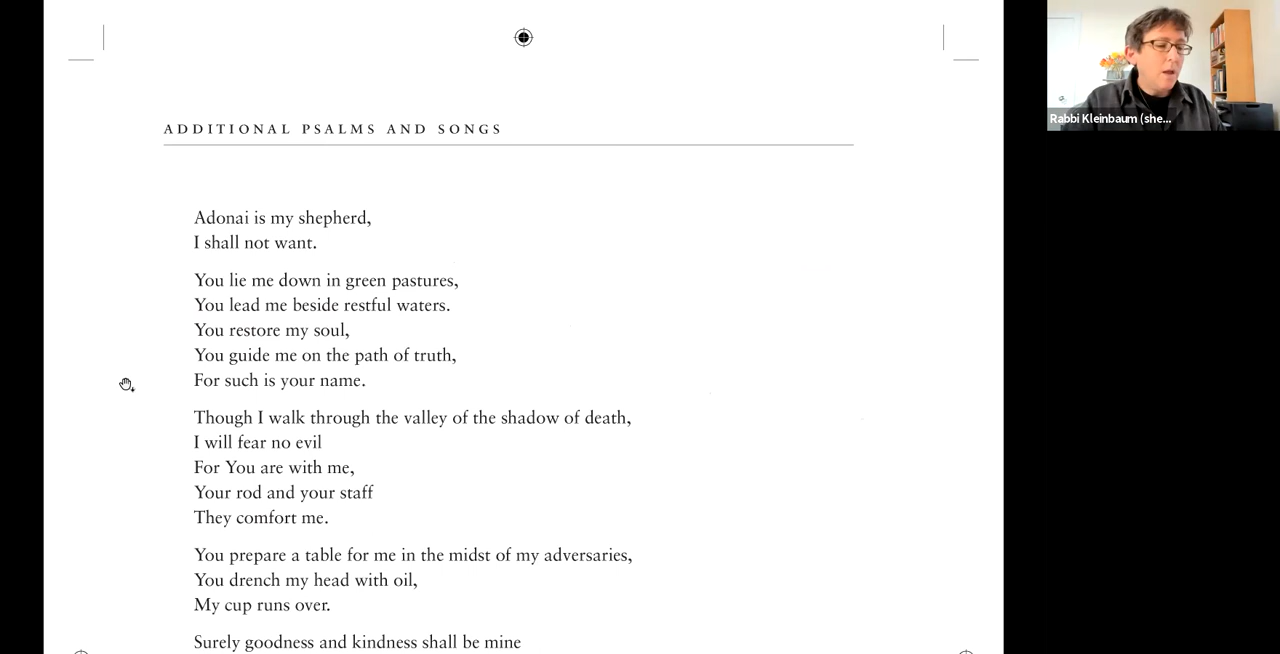 ADDITIONAL PSALMS AND SONGS
Adonai is my shepherd,
I shall not want.
You lie me down in green pastures,
You lead me beside restful waters.
You restore my soul,
You guide me on the path of truth,
For such is your name.
Though I walk through the valley of the shadow of death,
I will fear no evil
For You are with me,
Your rod and your staff
They comfort me.
You prepare a table for me in the midst of my adversaries,
You drench my head with oil,
My cup runs over.
Surely goodness and kindness shall be mine
Rabbi Kleinbaum (she...